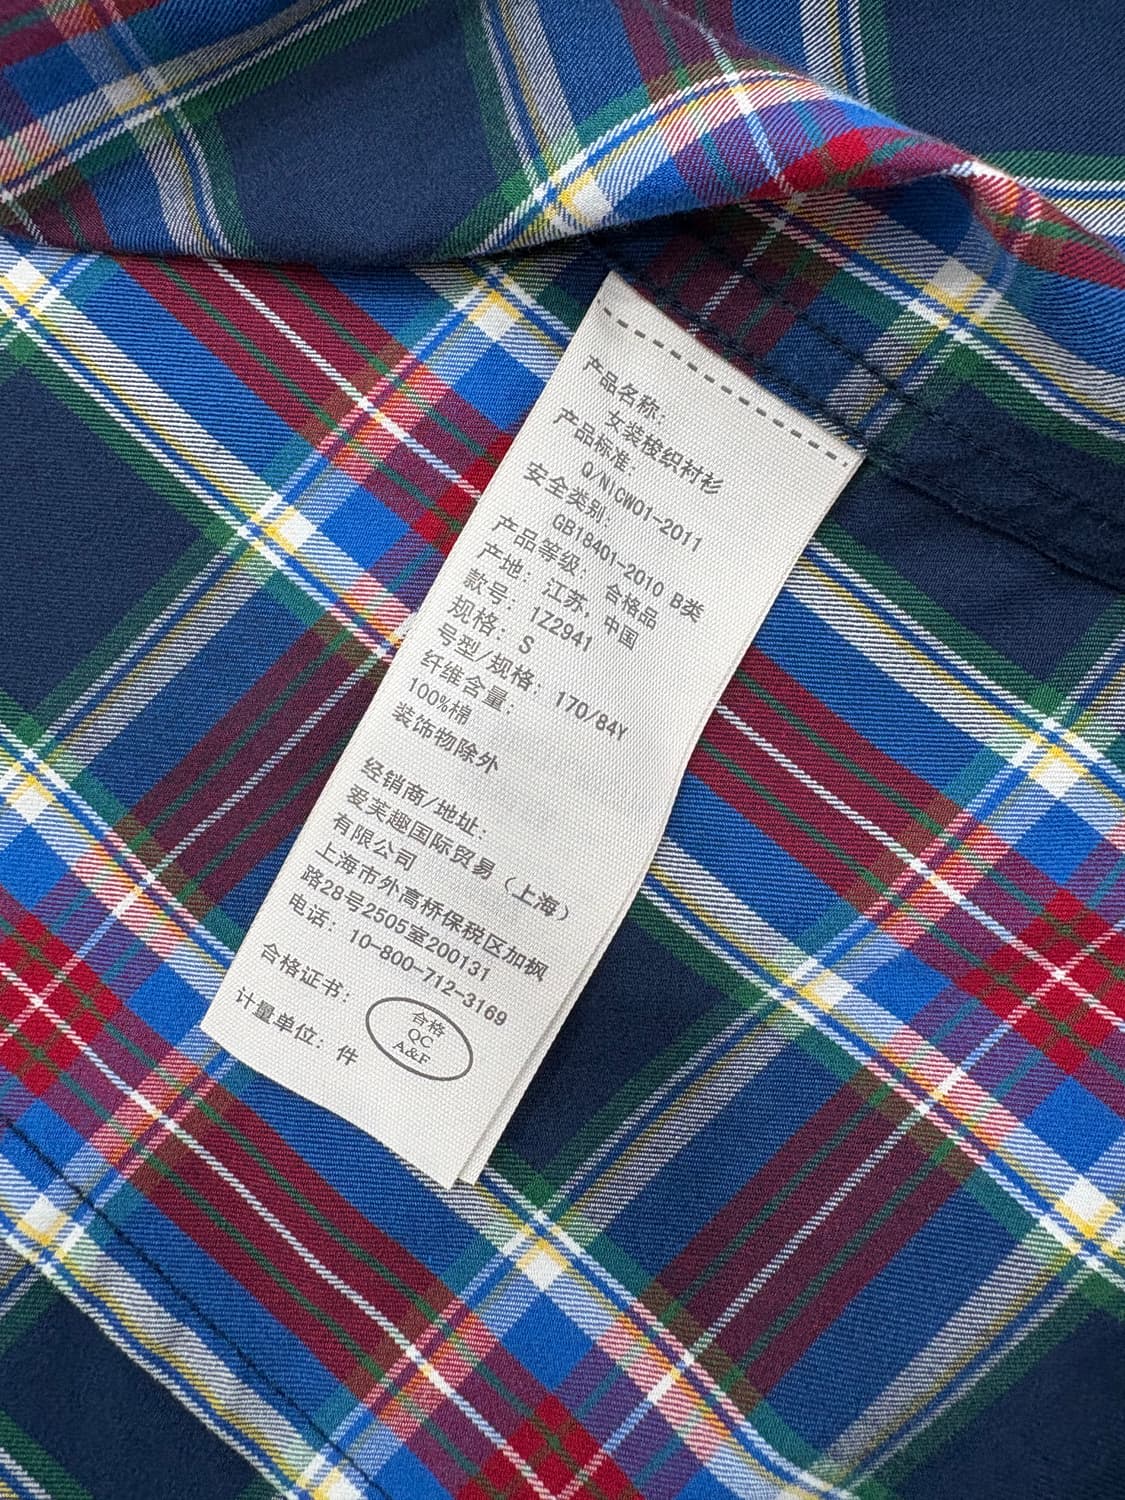 产品名称:
女装梭织衬衫
产品标准:
Q/NICW01-2011
安全类别:
GB18401-2010 B类
产品等级: 合格品
产地: 江苏, 中国
款号: 1Z2941
规格: S
号型/规格: 170/84Y
纤维含量:
100%棉
装饰物除外
经销商/地址:
爱芙趣国际贸易（上海）
有限公司
上海市外高桥保税区加枫
路28号2505室200131
电话: 10-800-712-3169
合格证书:
合格
QC
A&F
计量单位: 件